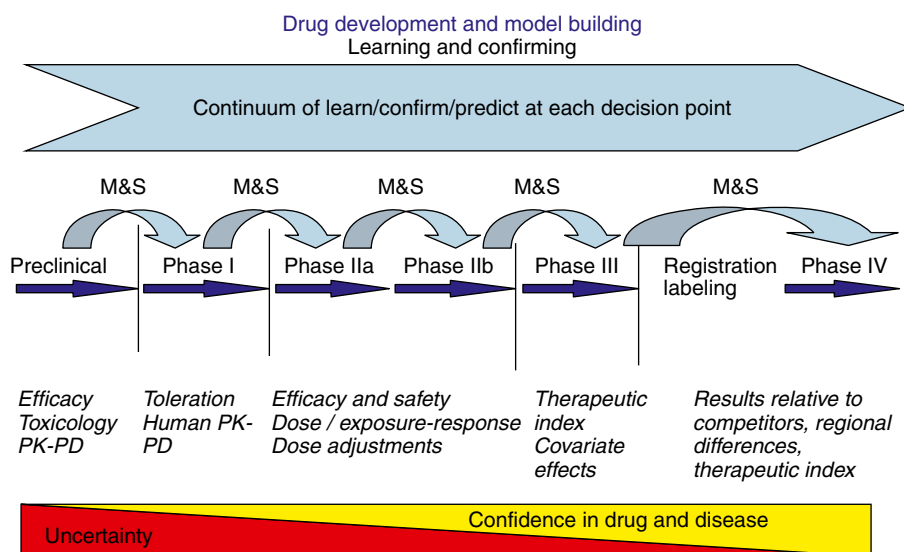 Drug development and model building
Learning and confirming
Continuum of learn/confirm/predict at each decision point
M&S
M&S
M&S
M&S
M&S
Preclinical
Phase I
Phase IIa
Phase IIb
Phase III
Registration
labeling
Phase IV
Efficacy
Toxicology
PK-PD
Toleration
Human PK-
PD
Efficacy and safety
Dose / exposure-response
Dose adjustments
Therapeutic
index
Covariate
effects
Results relative to
competitors, regional
differences,
therapeutic index
Confidence in drug and disease
Uncertainty